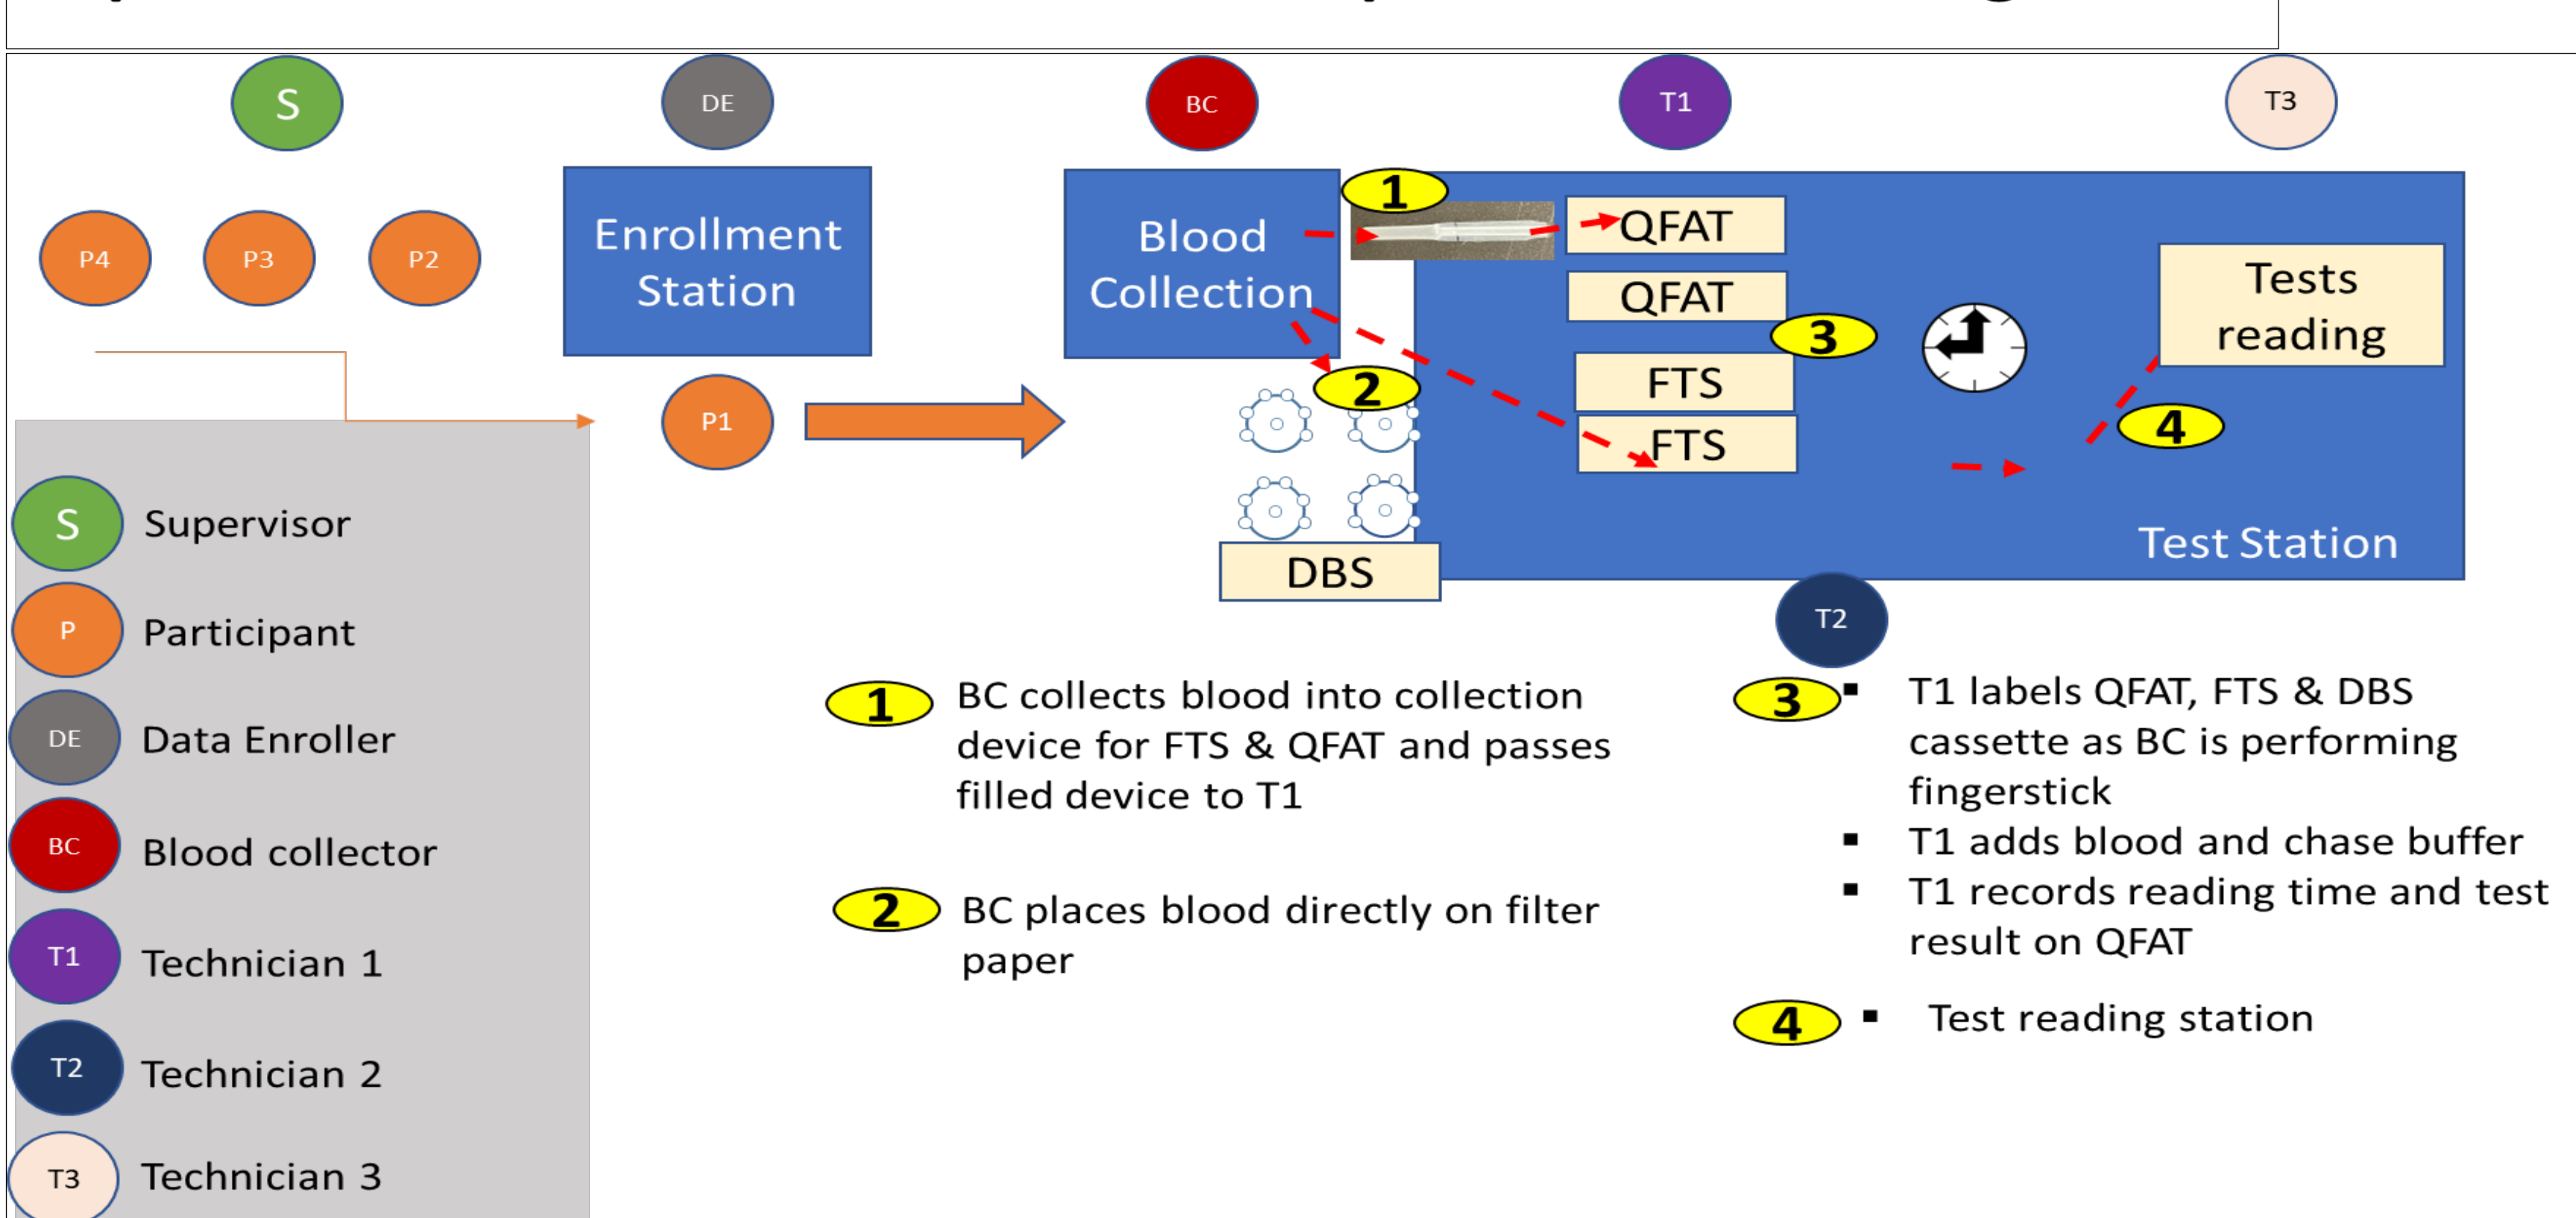 S
DE
BC
T1
T3
P4
P3
P2
Enrollment
Station
Blood
Collection
1
QFAT
QFAT
3
FTS
FTS
2
Tests
reading
4
P1
DBS
Test Station
T2
S Supervisor
P Participant
DE Data Enroller
BC Blood collector
T1 Technician 1
T2 Technician 2
T3 Technician 3
1 BC collects blood into collection
device for FTS & QFAT and passes
filled device to T1
2 BC places blood directly on filter
paper
3 ▪ T1 labels QFAT, FTS & DBS
cassette as BC is performing
fingerstick
▪ T1 adds blood and chase buffer
▪ T1 records reading time and test
result on QFAT
4 ▪ Test reading station